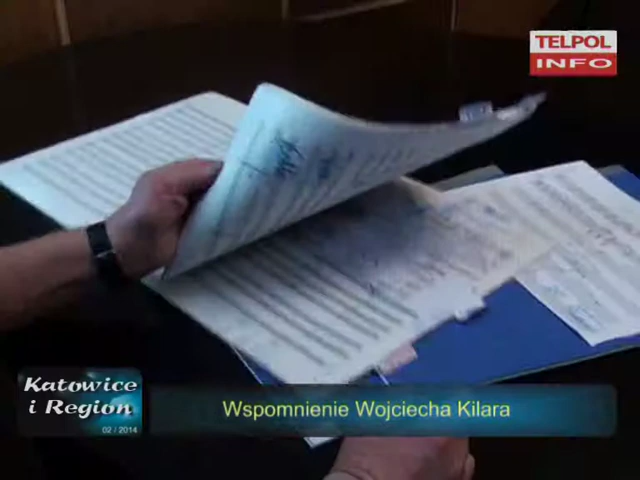 TELPOL
INFO
Katowice
i Region
02 / 2014
Wspomnienie Wojciecha Kilara